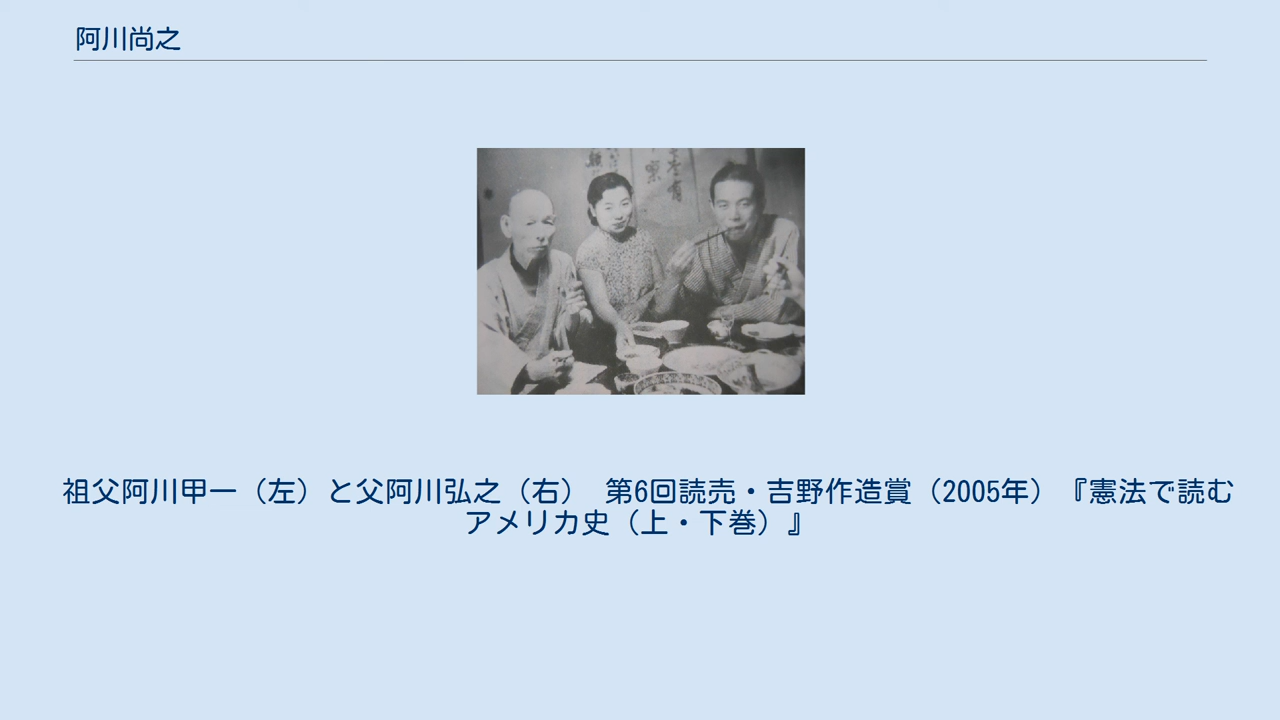 阿川尚之
祖父阿川甲一（左）と父阿川弘之（右）　第6回読売・吉野作造賞（2005年）『憲法で読む
アメリカ史（上・下巻）』